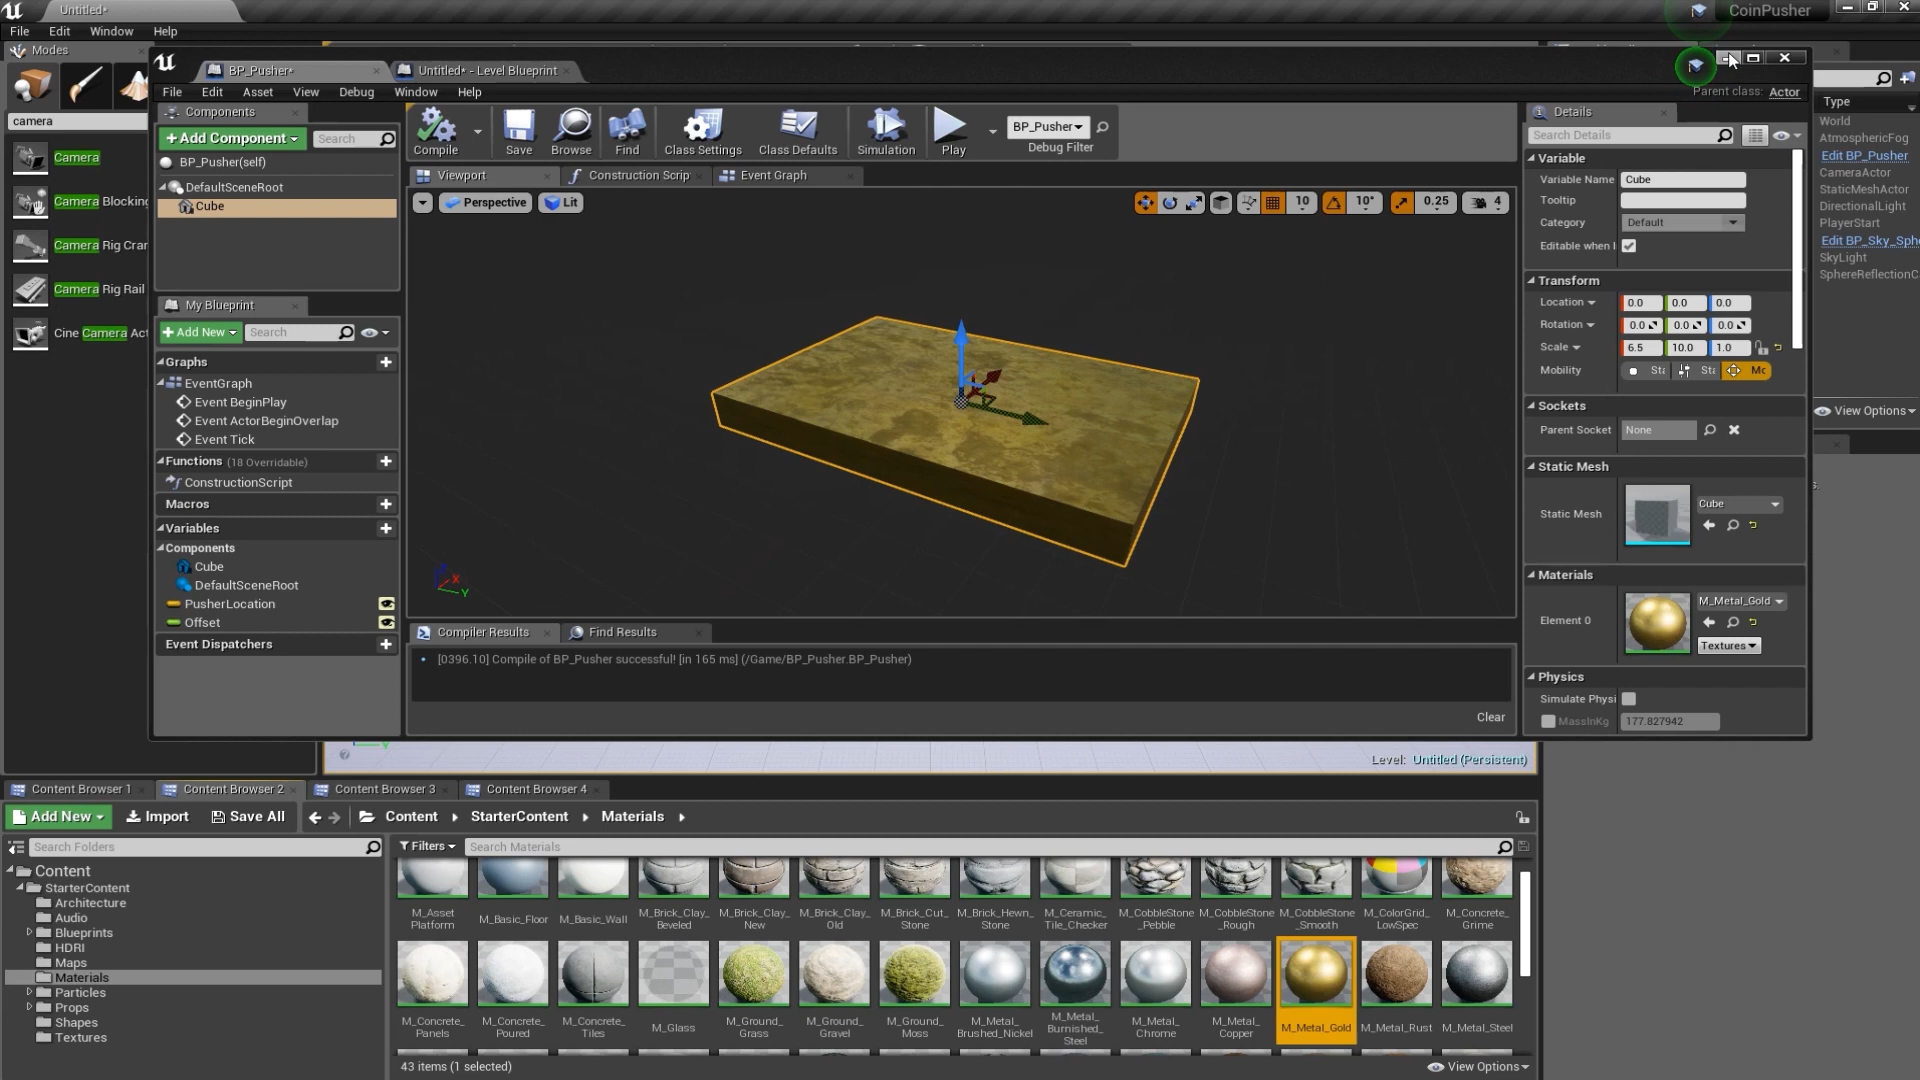 Untitled*
CoinPusher
File Edit Window Help
Modes
camera
Camera
Camera Blocking
Camera Rig Cran
Camera Rig Rail
Cine Camera Act
BP_Pusher*
Untitled* - Level Blueprint
File Edit Asset View Debug Window Help
Parent class: Actor
Components
+Add Component
Search
BP_Pusher(self)
DefaultSceneRoot
Cube
My Blueprint
+Add New
Search
Graphs
EventGraph
Event BeginPlay
Event ActorBeginOverlap
Event Tick
Functions (18 Overridable)
ConstructionScript
Macros
Variables
Components
Cube
DefaultSceneRoot
PusherLocation
Offset
Event Dispatchers
Compile
Save
Browse
Find
Class Settings
Class Defaults
Simulation
Play
BP_Pusher
Debug Filter
Viewport
Construction Scrip
Event Graph
Perspective
Lit
10
10°
0.25
4
X
Y
Compiler Results
Find Results
[0396.10] Compile of BP_Pusher successful! [in 165 ms] (/Game/BP_Pusher.BP_Pusher)
Clear
Details
Search Details
Variable
Variable Name Cube
Tooltip
Category Default
Editable when I
Transform
Location 0.0 0.0 0.0
Rotation 0.0 0.0 0.0
Scale 6.5 10.0 1.0
Mobility Sta Sta Mo
Sockets
Parent Socket None
Static Mesh
Static Mesh
Cube
Materials
Element 0
M_Metal_Gold
Textures
Physics
Simulate Physi
MassInKg 177.827942
Type
World
AtmosphericFog
Edit BP_Pusher
CameraActor
StaticMeshActor
DirectionalLight
PlayerStart
Edit BP_Sky_Sphe
SkyLight
SphereReflectionC
View Options
Level: Untitled (Persistent)
Content Browser 1
Content Browser 2
Content Browser 3
Content Browser 4
Add New
Import
Save All
Content
StarterContent
Materials
Search Folders
Filters
Search Materials
Content
StarterContent
Architecture
Audio
Blueprints
HDRI
Maps
Materials
Particles
Props
Shapes
Textures
M_Asset Platform
M_Basic_Floor
M_Basic_Wall
M_Brick_Clay_Beveled
M_Brick_Clay_New
M_Brick_Clay_Old
M_Brick_Cut_Stone
M_Brick_Hewn_Stone
M_Ceramic_Tile_Checker
M_CobbleStone_Pebble
M_CobbleStone_Rough
M_CobbleStone_Smooth
M_ColorGrid_LowSpec
M_Concrete_Grime
M_Concrete_Panels
M_Concrete_Poured
M_Concrete_Tiles
M_Glass
M_Ground_Grass
M_Ground_Gravel
M_Ground_Moss
M_Metal_Brushed_Nickel
M_Metal_Burnished_Steel
M_Metal_Chrome
M_Metal_Copper
M_Metal_Gold
M_Metal_Rust
M_Metal_Steel
43 items (1 selected)
View Options